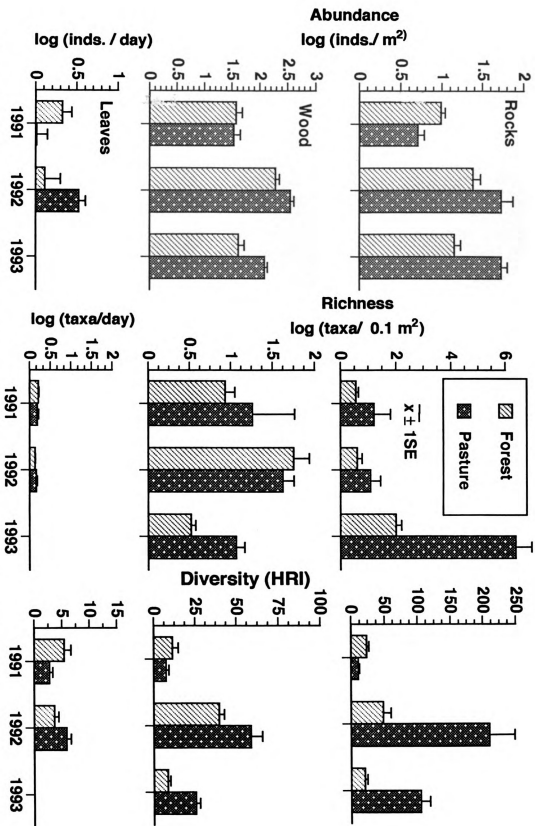 Abundance
log (inds. / day)
log (inds./ m²)
0 0.5 1
0 0.5 1 1.5 2 2.5 3
0 0.5 1 1.5 2
Leaves
Wood
Rocks
1991
1992
1993
Richness
log (taxa/day)
log (taxa/ 0.1 m²)
0 0.5 1 1.5 2
0 0.5 1 1.5 2
0 2 4 6
Forest
Pasture
x ± 1SE
1991
1992
1993
Diversity (HRI)
0 5 10 15
0 25 50 75 100
0 50 100 150 200 250
1991
1992
1993